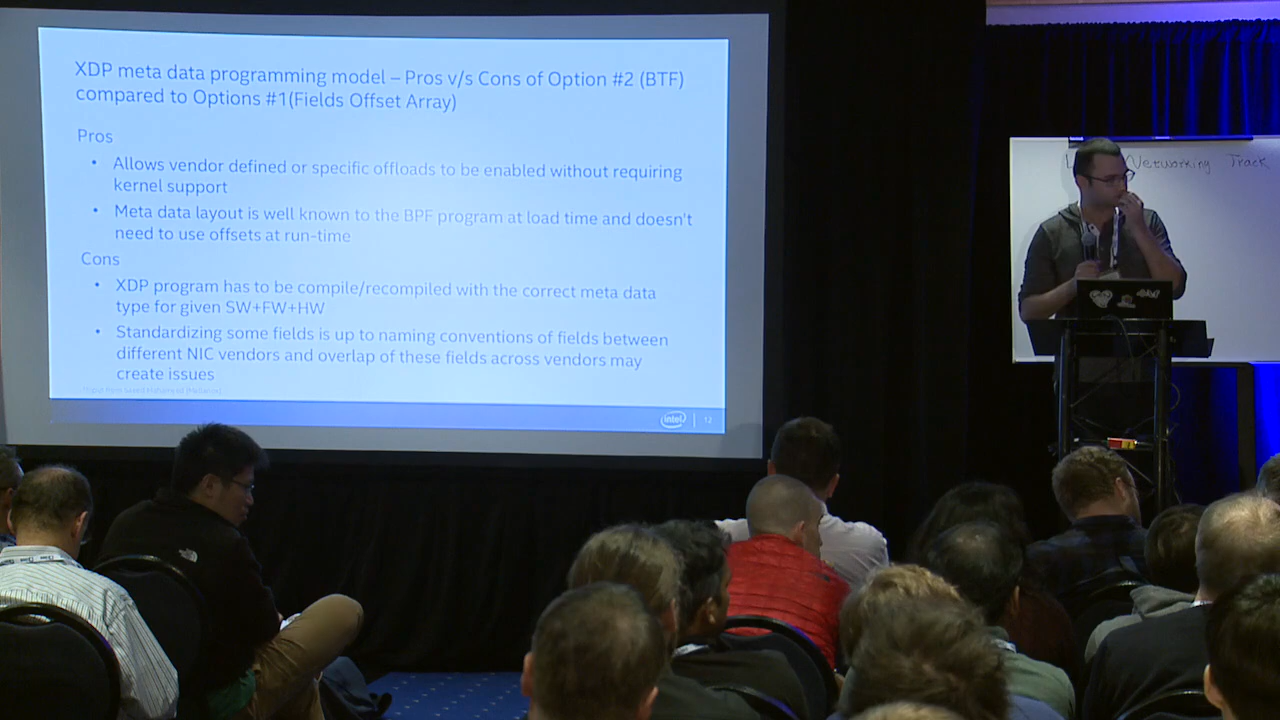 XDP meta data programming model – Pros v/s Cons of Option #2 (BTF)
compared to Options #1(Fields Offset Array)
Pros
• Allows vendor defined or specific offloads to be enabled without requiring
kernel support
• Meta data layout is well known to the BPF program at load time and doesn't
need to use offsets at run-time
Cons
• XDP program has to be compile/recompiled with the correct meta data
type for given SW+FW+HW
• Standardizing some fields is up to naming conventions of fields between
different NIC vendors and overlap of these fields across vendors may
create issues
intel
12
Networking Track